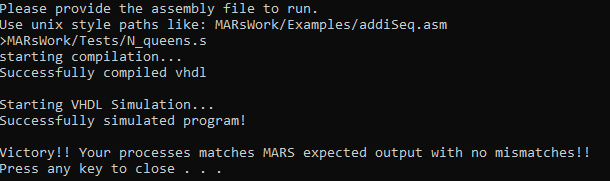 Please provide the assembly file to run.
Use unix style paths like: MARsWork/Examples/addiSeq.asm
>MARsWork/Tests/N_queens.s
starting compilation...
Successfully compiled vhdl
Starting VHDL Simulation...
Successfully simulated program!
Victory!! Your processes matches MARS expected output with no mismatches!!
Press any key to close . . .